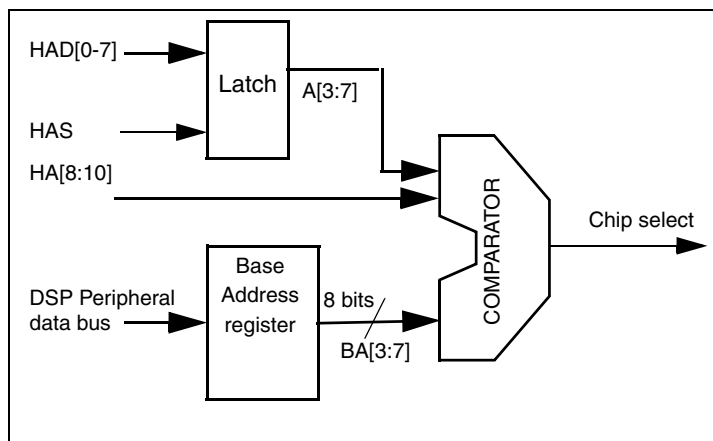 HAD[0-7]
Latch
A[3:7]
HAS
HA[8:10]
COMPARATOR
Chip select
Base
Address
register
DSP Peripheral
data bus
8 bits
BA[3:7]